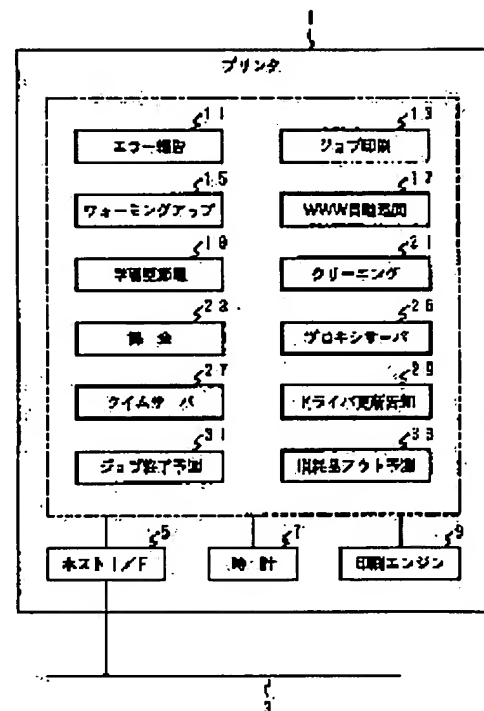 1
プリンタ
11 13
エラー報告 ジョブ印刷
15 17
ウォーミングアップ WWW自動巡回
19 21
学習型節電 クリーニング
23 25
課金 プロキシサーバ
27 29
タイムサーバ ドライバ更新告知
31 33
ジョブ終了予測 消耗品アウト予測
5 7 9
ホストI/F 時計 印刷エンジン
3